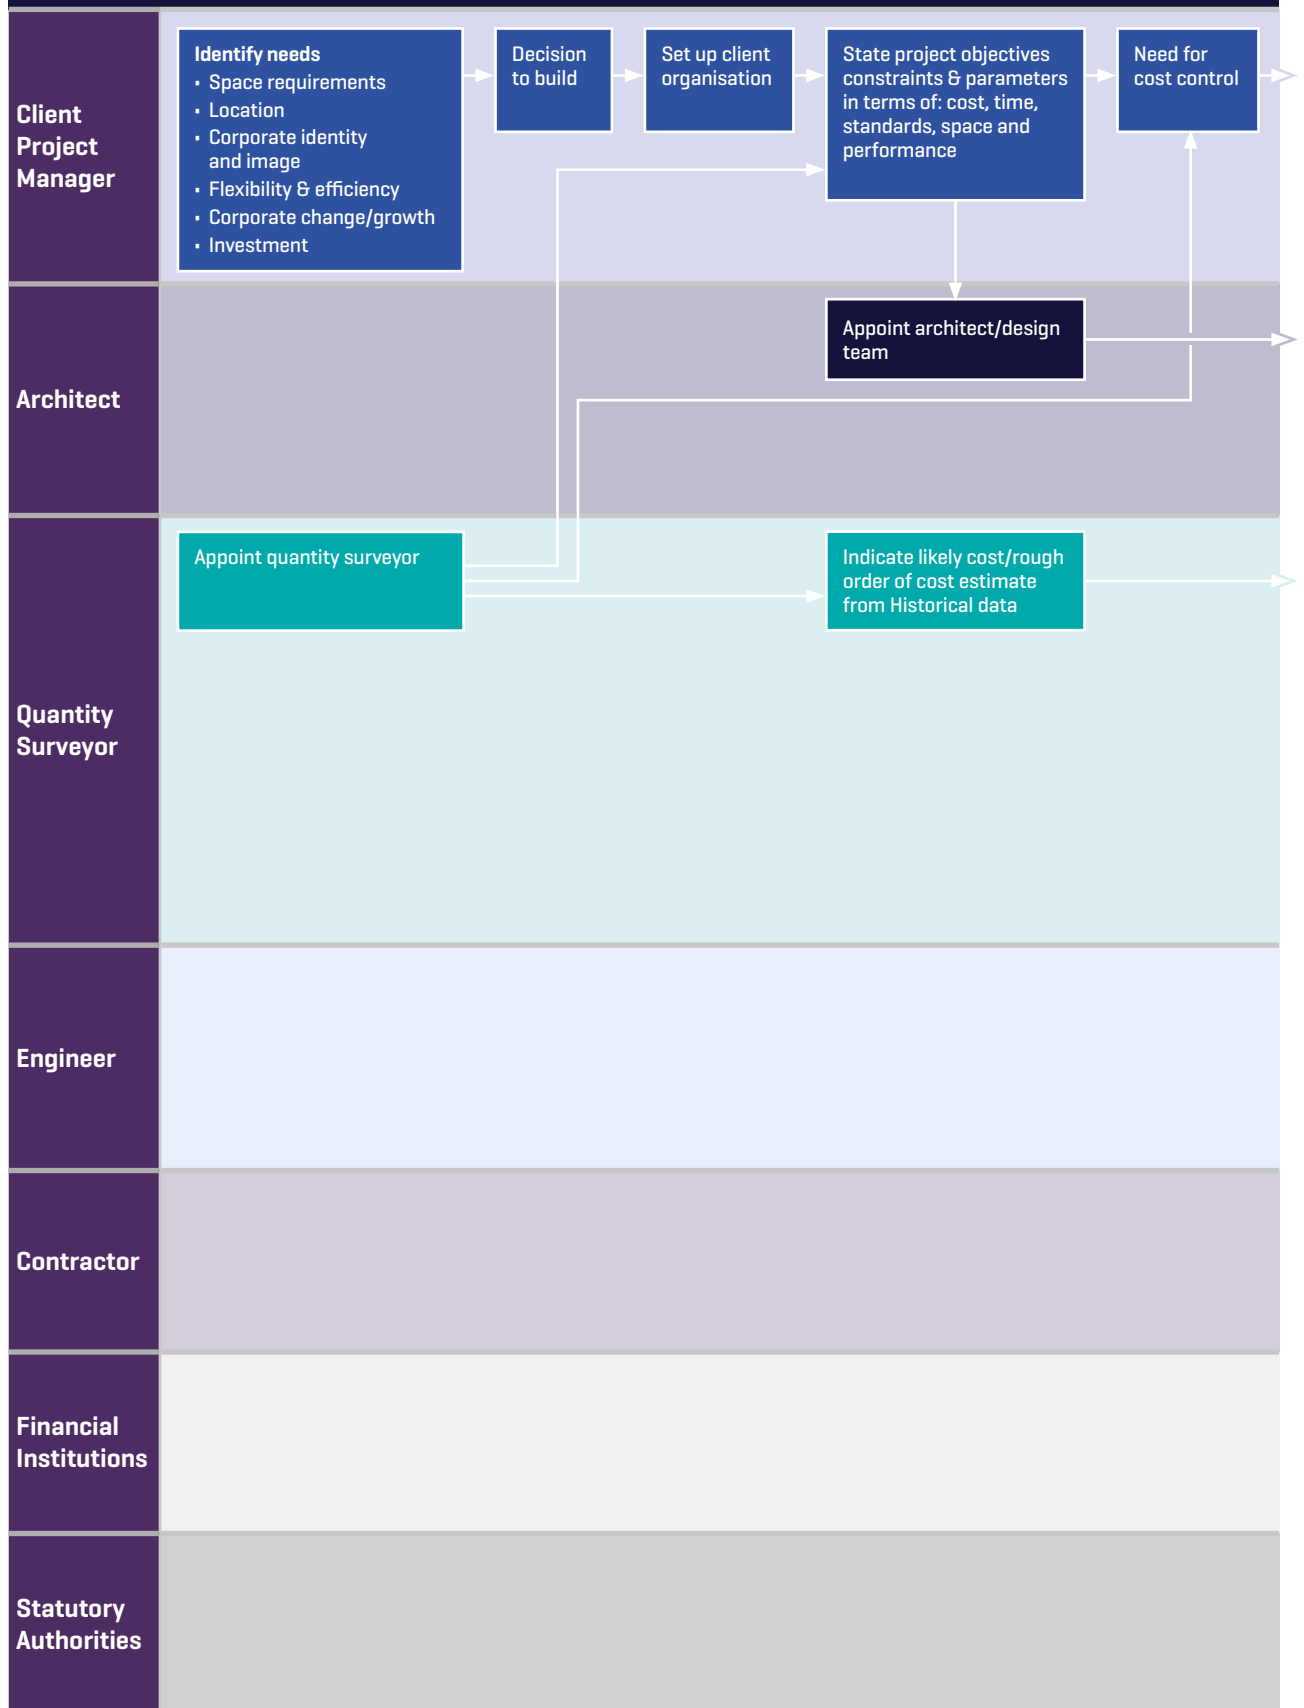 Client
Project
Manager
Identify needs
▪ Space requirements
▪ Location
▪ Corporate identity
and image
▪ Flexibility & efficiency
▪ Corporate change/growth
▪ Investment
Decision
to build
Set up client
organisation
State project objectives
constraints & parameters
in terms of: cost, time,
standards, space and
performance
Need for
cost control
Architect
Appoint architect/design
team
Quantity
Surveyor
Appoint quantity surveyor
Indicate likely cost/rough
order of cost estimate
from Historical data
Engineer
Contractor
Financial
Institutions
Statutory
Authorities